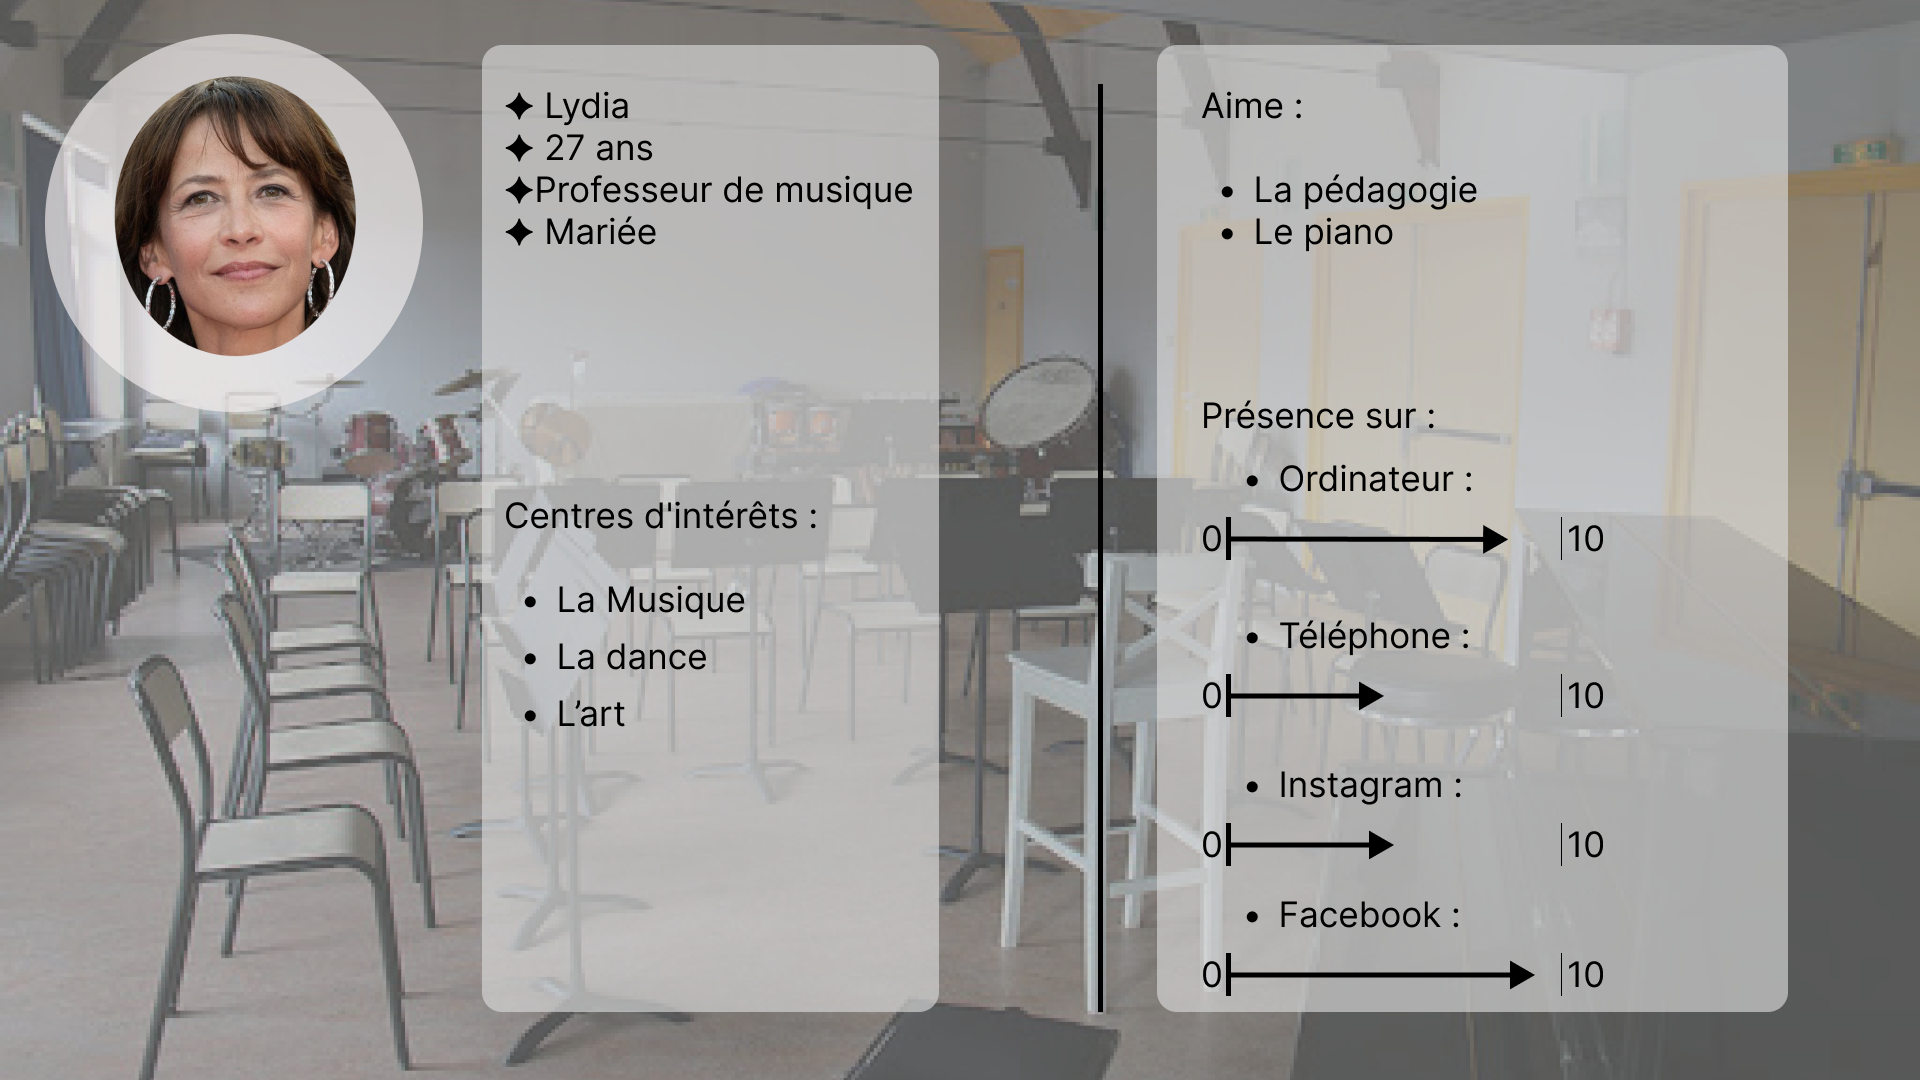 ✦ Lydia
✦ 27 ans
✦Professeur de musique
✦ Mariée
Centres d'intérêts :
• La Musique
• La dance
• L’art
Aime :
• La pédagogie
• Le piano
Présence sur :
• Ordinateur :
0 10
• Téléphone :
0 10
• Instagram :
0 10
• Facebook :
0 10